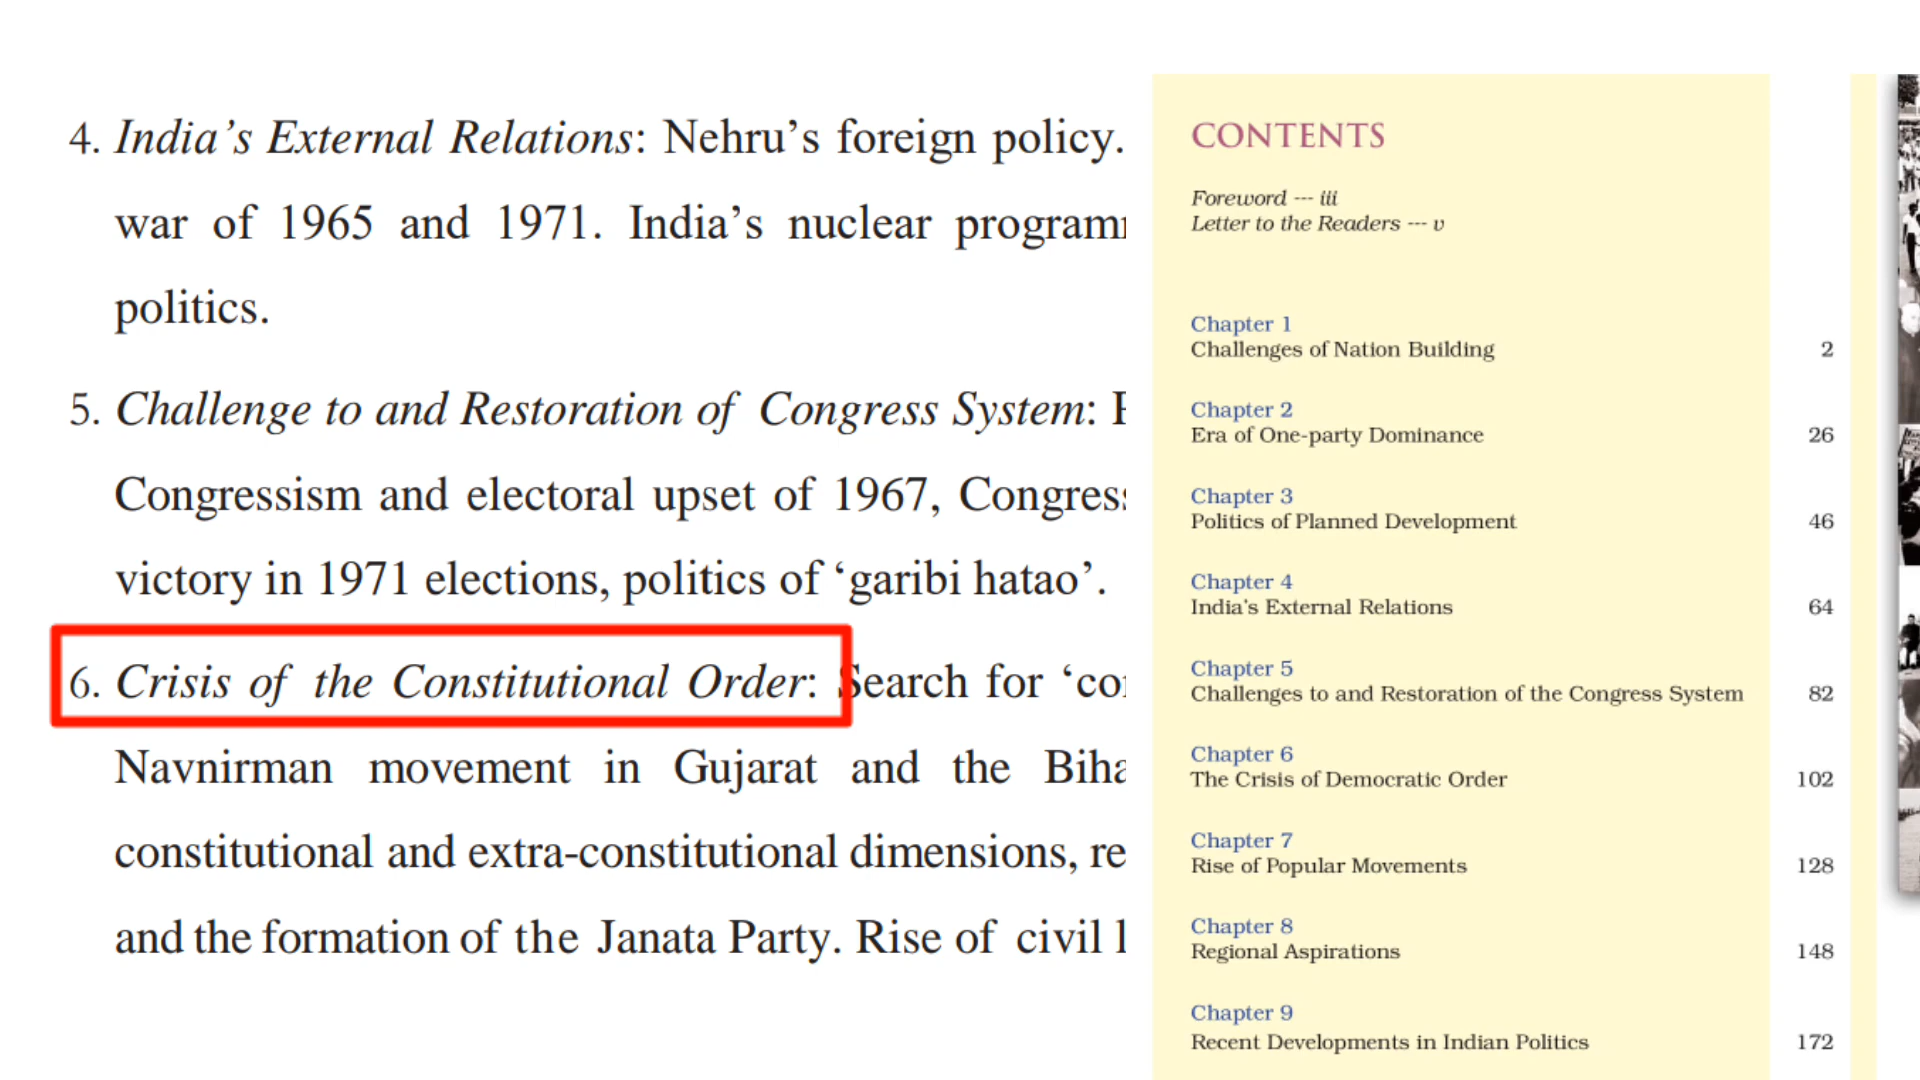 4. India’s External Relations: Nehru’s foreign policy.
war of 1965 and 1971. India’s nuclear
politics.
5. Challenge to and Restoration of Congress System:
Congressism and electoral upset of 1967,
victory in 1971 elections, politics of ‘garibi hatao’.
6. Crisis of the Constitutional Order: Search for
Navnirman movement in Gujarat and the
constitutional and extra-constitutional dimensions,
and the formation of the Janata Party. Rise of civil
CONTENTS
Foreword --- iii
Letter to the Readers --- v
Chapter 1
Challenges of Nation Building 2
Chapter 2
Era of One-party Dominance 26
Chapter 3
Politics of Planned Development 46
Chapter 4
India's External Relations 64
Chapter 5
Challenges to and Restoration of the Congress System 82
Chapter 6
The Crisis of Democratic Order 102
Chapter 7
Rise of Popular Movements 128
Chapter 8
Regional Aspirations 148
Chapter 9
Recent Developments in Indian Politics 172